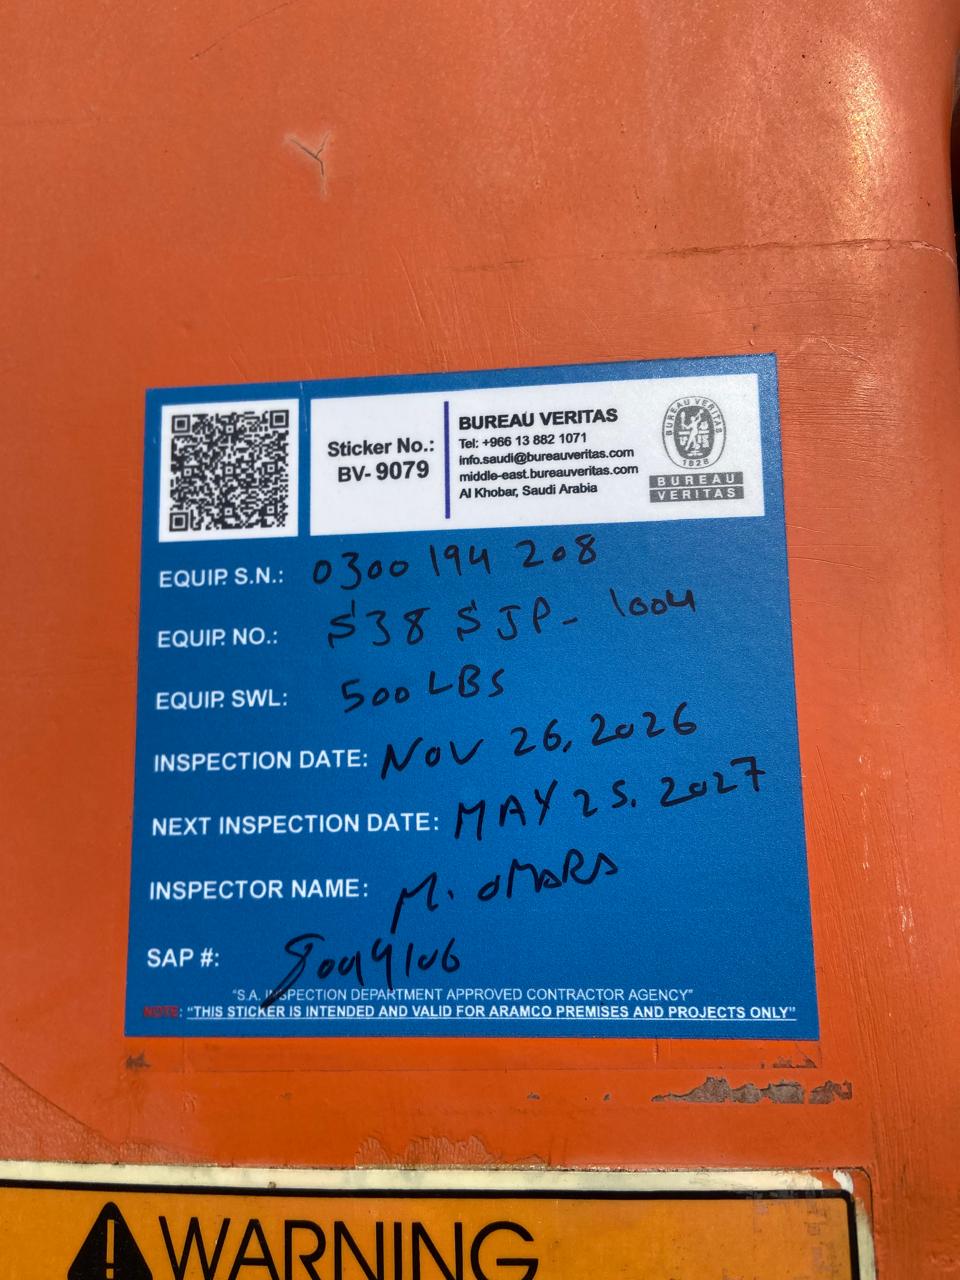 Sticker No.:
BV- 9079
BUREAU VERITAS
Tel: +966 13 882 1071
info.saudi@bureauveritas.com
middle-east.bureauveritas.com
Al Khobar, Saudi Arabia
BUREAU VERITAS
1828
BUREAU
VERITAS
EQUIP. S.N.: 0300 194 208
EQUIP. NO.: S38 SJP- 1004
EQUIP. SWL: 500 LBS
INSPECTION DATE: NOV 26, 2026
NEXT INSPECTION DATE: MAY 25. 2027
INSPECTOR NAME: M.
SAP #:
"S.A. INSPECTION DEPARTMENT APPROVED CONTRACTOR AGENCY"
NOTE: "THIS STICKER IS INTENDED AND VALID FOR ARAMCO PREMISES AND PROJECTS ONLY"
WARNING